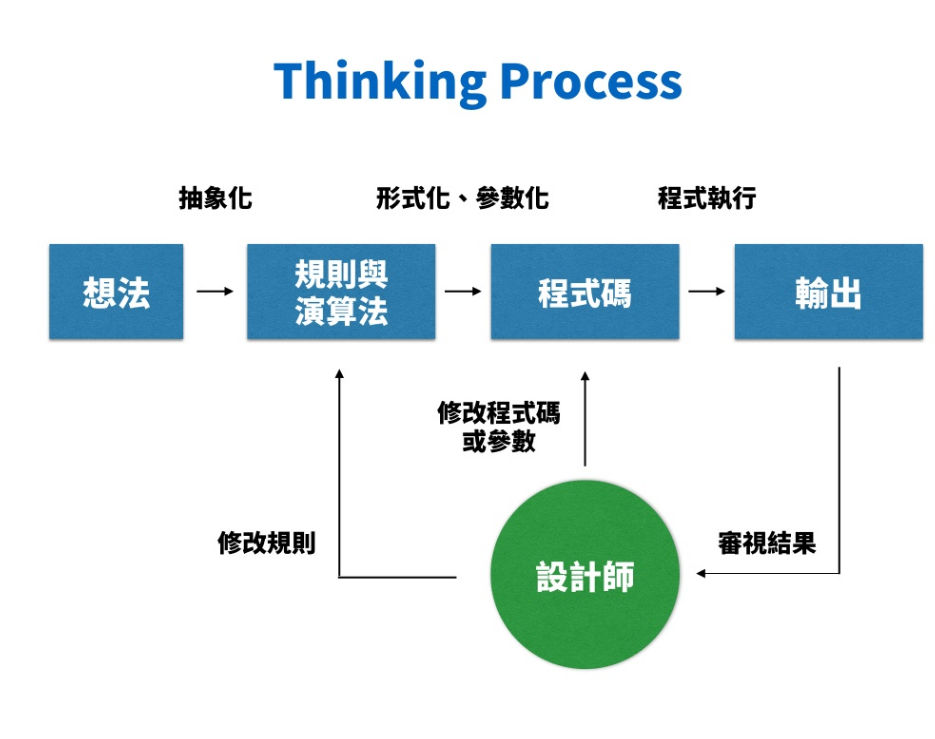 Thinking Process
抽象化
形式化、參數化
程式執行
想法
規則與
演算法
程式碼
輸出
修改程式碼
或參數
修改規則
審視結果
設計師